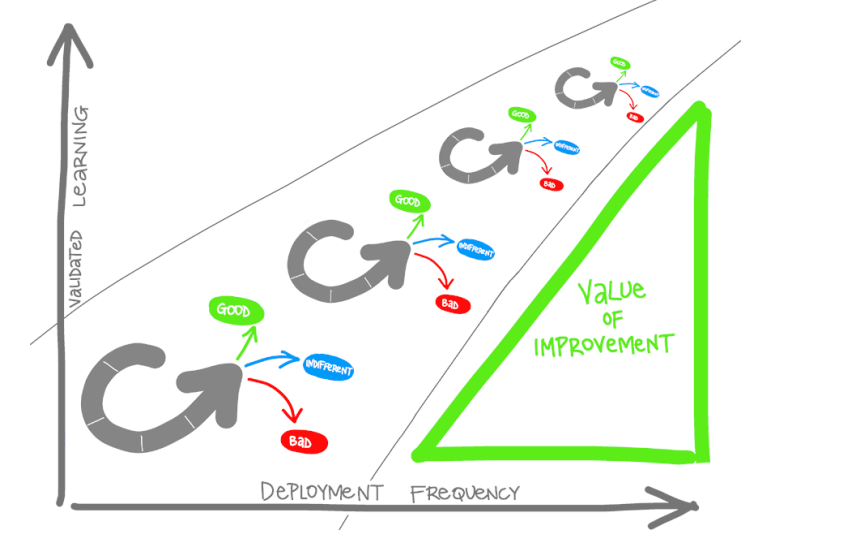 GOOD
INDIFFERENT
BAD
GOOD
INDIFFERENT
BAD
GOOD
INDIFFERENT
BAD
GOOD
INDIFFERENT
BAD
VALIDATED LEARNING
VALUE
OF
IMPROVEMENT
DEPLOYMENT FREQUENCY